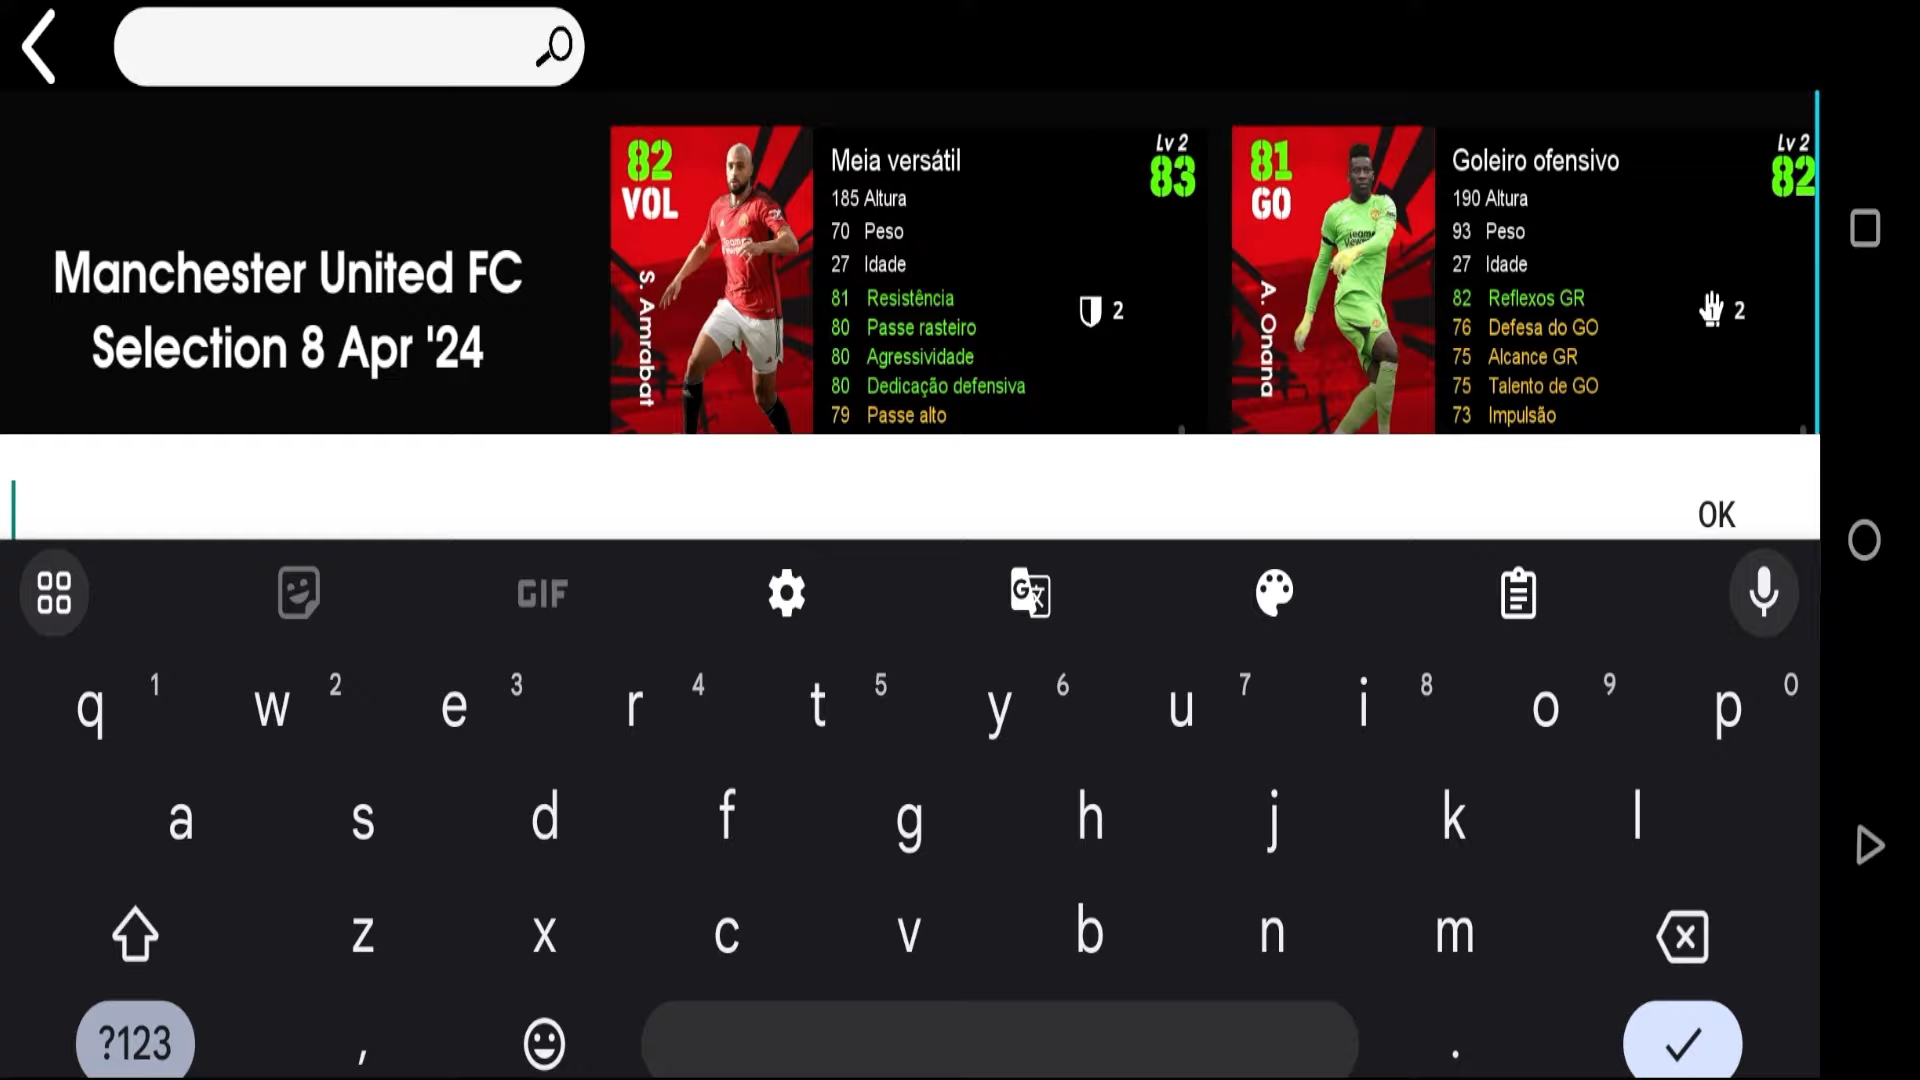 Manchester United FC
Selection 8 Apr '24
82
VOL
S. Amrabat
Meia versátil
185 Altura
70 Peso
27 Idade
81 Resistência
80 Passe rasteiro
80 Agressividade
80 Dedicação defensiva
79 Passe alto
Lv 2
83
2
81
GO
A. Onana
Goleiro ofensivo
190 Altura
93 Peso
27 Idade
82 Reflexos GR
76 Defesa do GO
75 Alcance GR
75 Talento de GO
73 Impulsão
Lv 2
82
2
OK
GIF
q 1 w 2 e 3 r 4 t 5 y 6 u 7 i 8 o 9 p 0
a s d f g h j k l
z x c v b n m
?123 , .